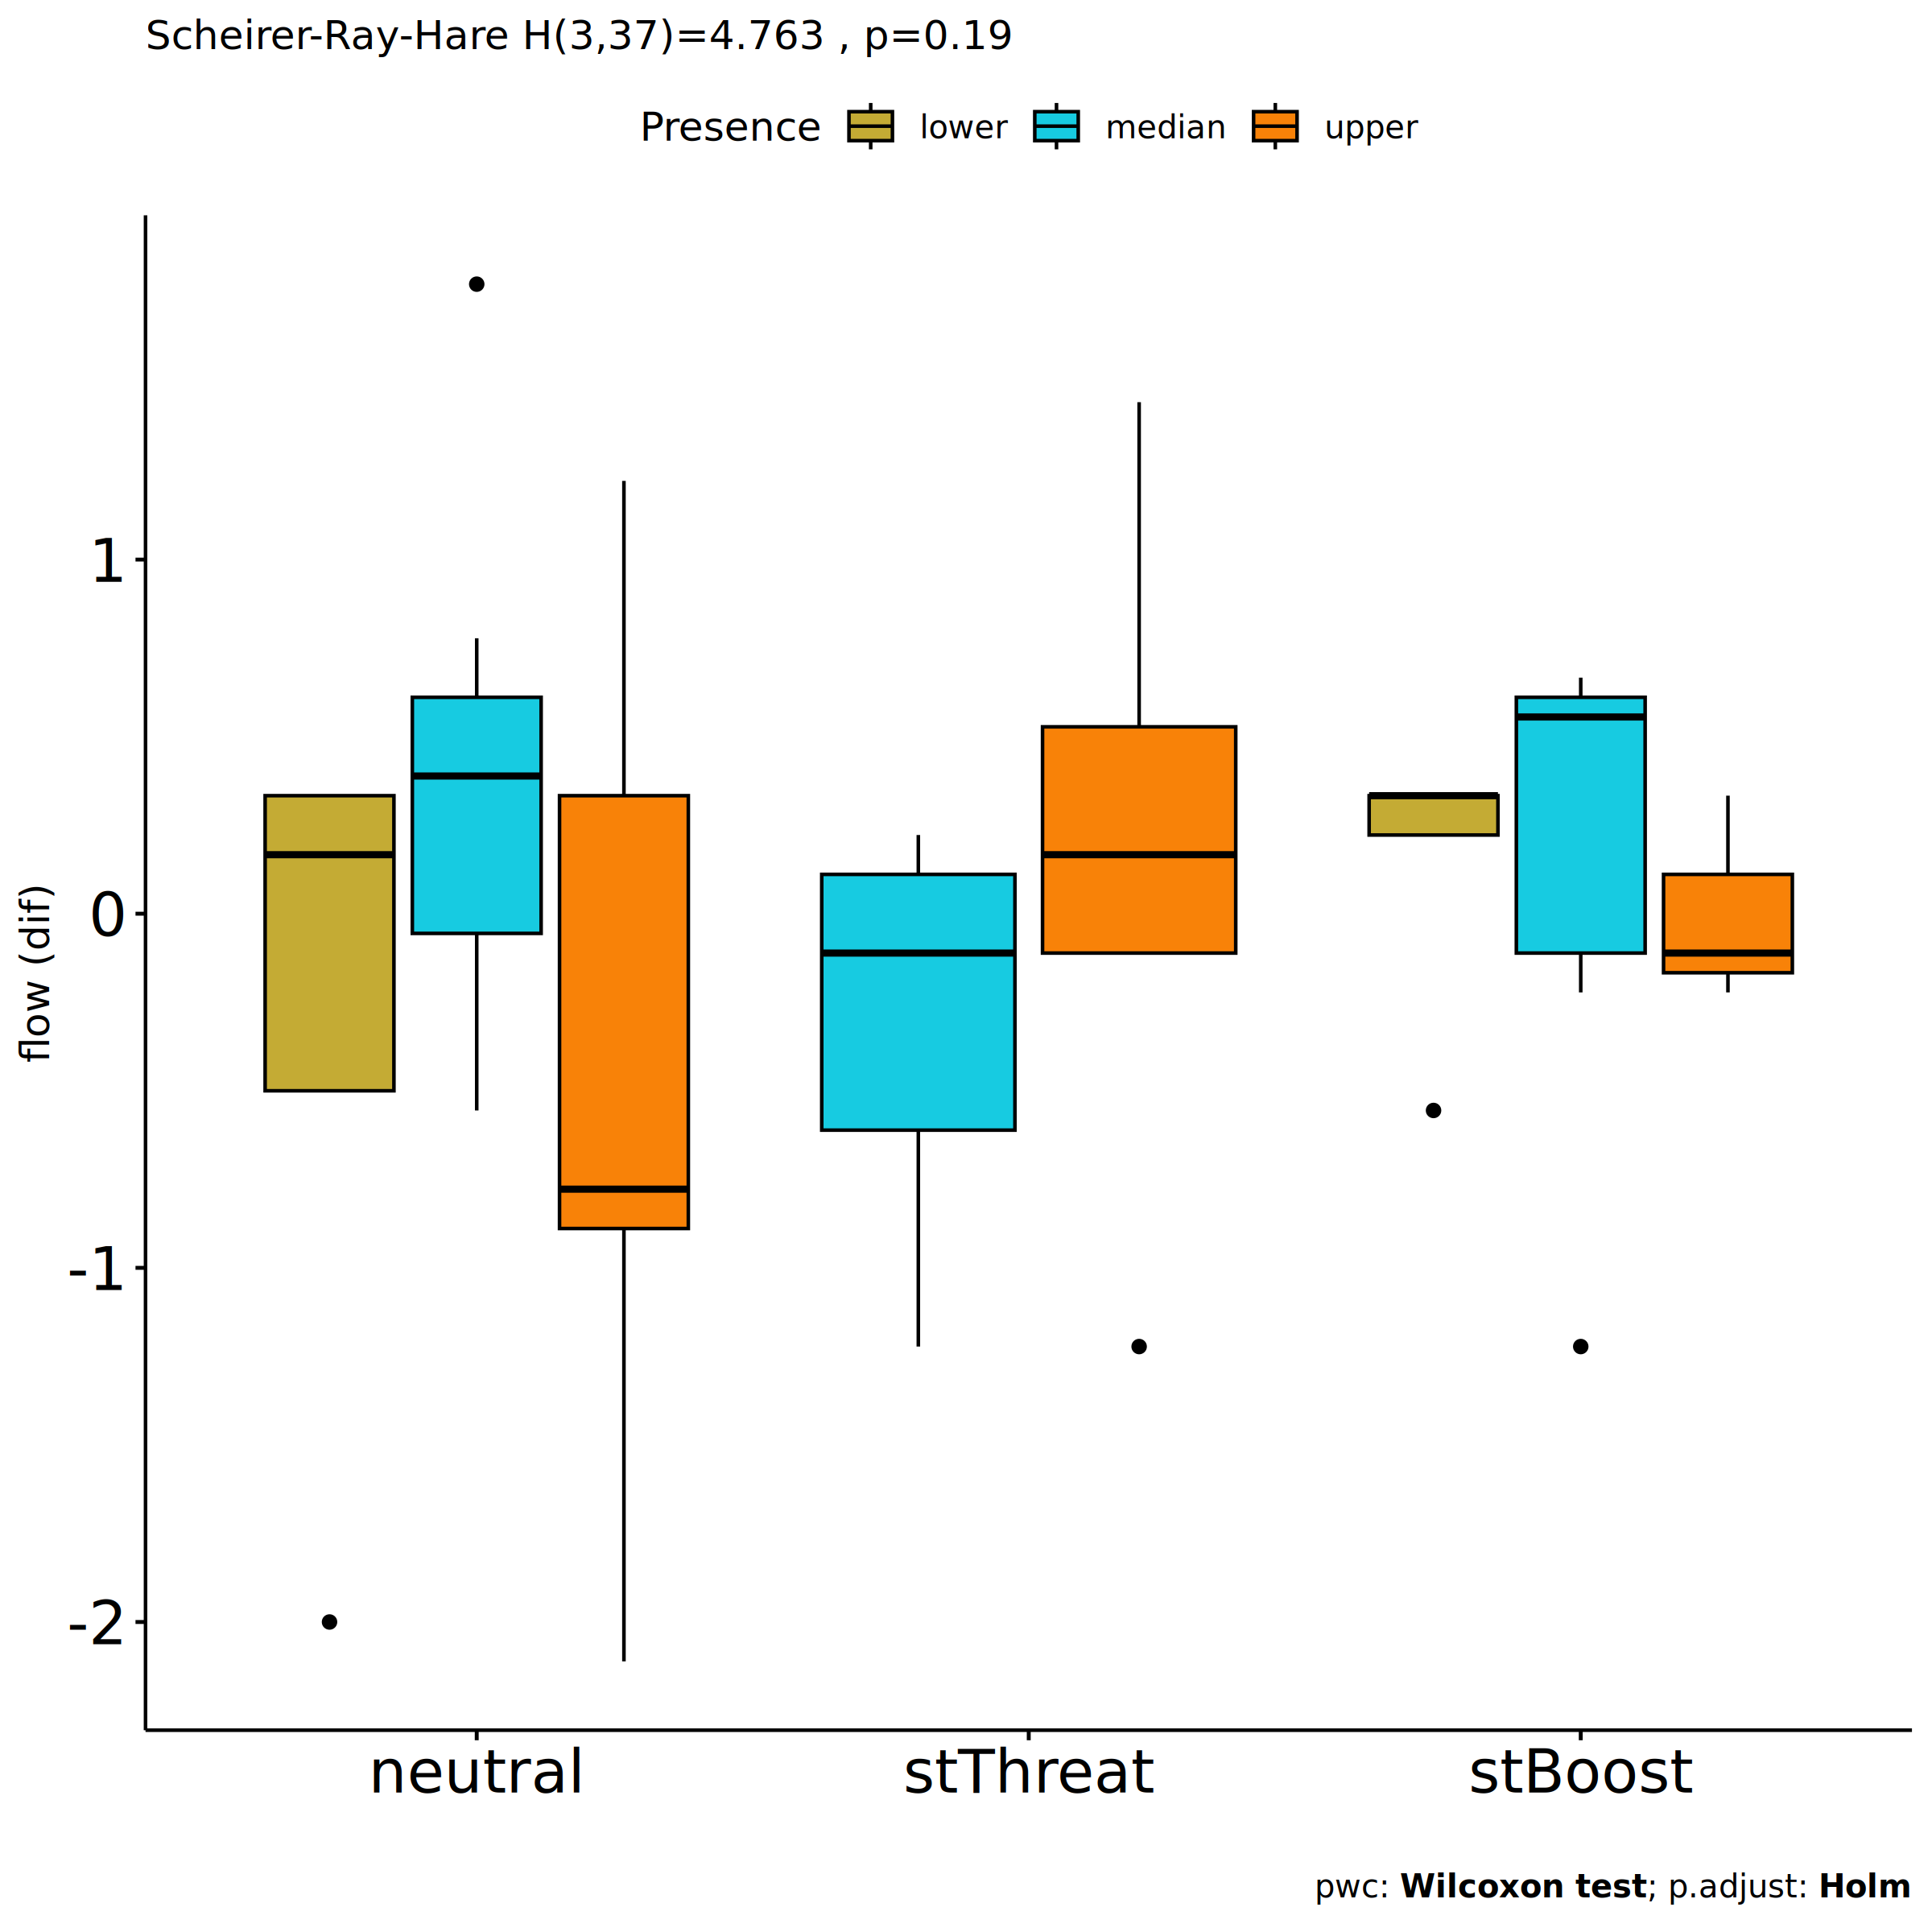 Scheirer-Ray-Hare H(3,37)=4.763 , p=0.19
Presence lower median upper
1
0
-1
-2
flow (dif)
neutral stThreat stBoost
pwc: Wilcoxon test; p.adjust: Holm